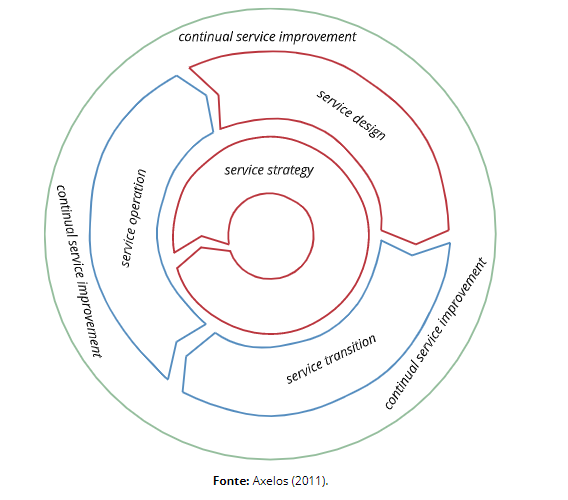 continual service improvement
service design
service strategy
service operation
continual service improvement
service transition
continual service improvement
Fonte: Axelos (2011).